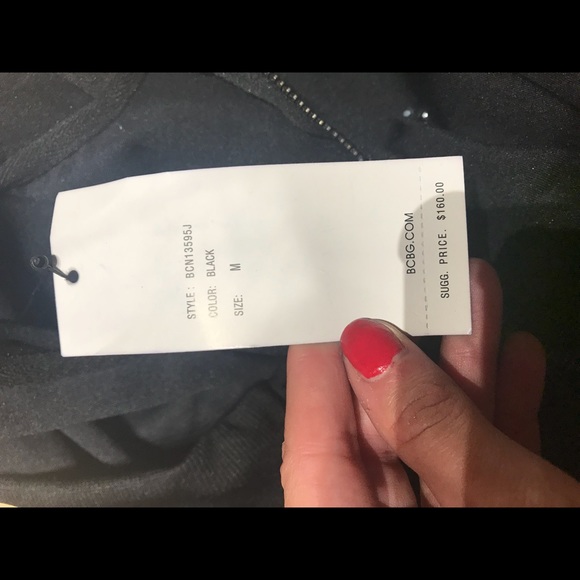 STYLE: BCN13595J
COLOR: BLACK
SIZE: M
BCBG.COM
SUGG. PRICE. $160.00